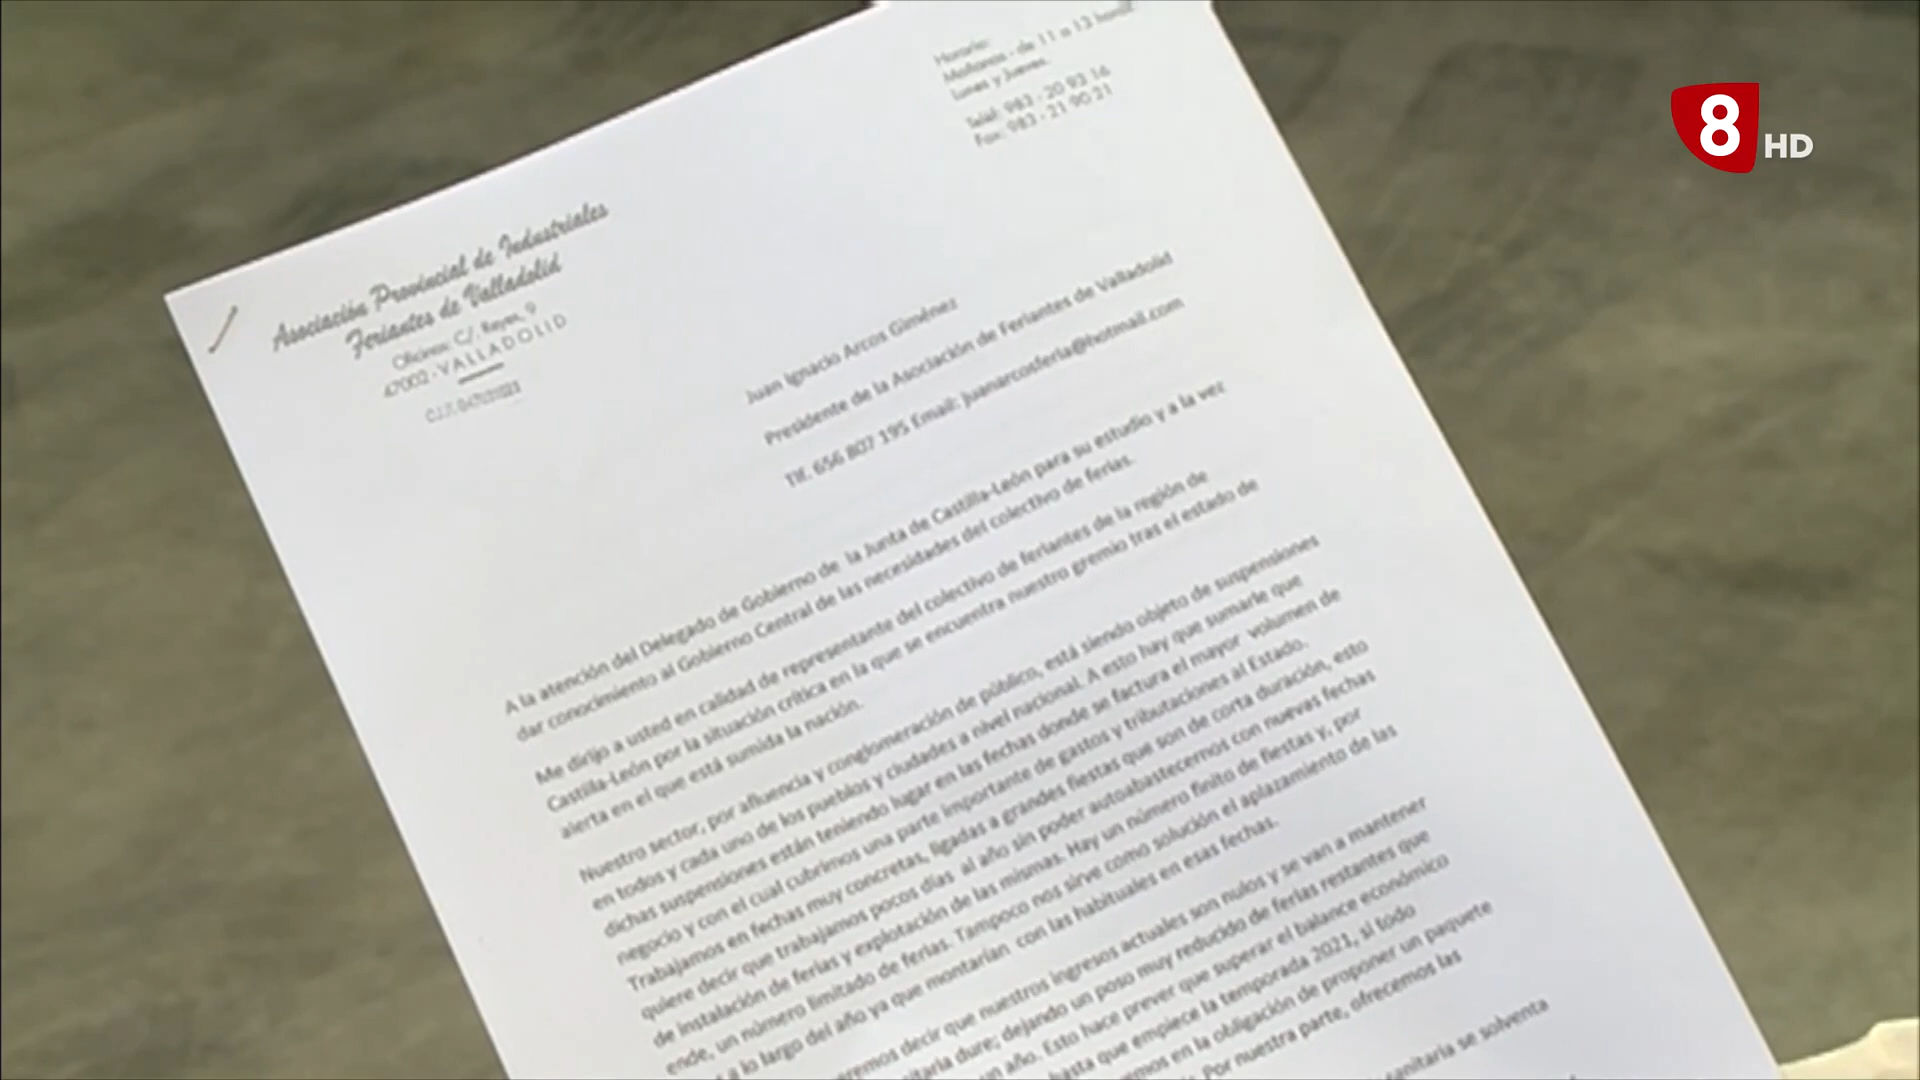 8 HD
Horario:
Mañanas - de 11 a 13 horas
Lunes y Jueves.
Teléf: 983 - 20 93 16
Fax: 983 - 21 90 21
Asociación Provincial de Industriales
Feriantes de Valladolid
Oficinas: C/. Reyes, 9
47002 - VALLADOLID
C.I.F.
Juan Ignacio Arcos Giménez
Presidente de la Asociación de Feriantes de Valladolid
Tlf. 656 807 195 Email: juanarcosferia@hotmail.com
A la atención del Delegado de Gobierno de la Junta de Castilla-León para su estudio y a la vez
dar conocimiento al Gobierno Central de las necesidades del colectivo de ferias.
Me dirijo a usted en calidad de representante del colectivo de feriantes de la región de
Castilla-León por la situación crítica en la que se encuentra nuestro gremio tras el estado de
alerta en el que está sumida la nación.
Nuestro sector, por afluencia y conglomeración de público, está siendo objeto de suspensiones
en todos y cada uno de los pueblos y ciudades a nivel nacional. A esto hay que sumarle que
dichas suspensiones están teniendo lugar en las fechas donde se factura el mayor volumen de
negocio y con el cual cubrimos una parte importante de gastos y tributaciones al Estado.
Trabajamos en fechas muy concretas, ligadas a grandes fiestas que son de corta duración, esto
quiere decir que trabajamos pocos días al año sin poder autoabastecernos con nuevas fechas
de instalación de ferias y explotación de las mismas. Hay un número finito de fiestas y, por
ende, un número limitado de ferias. Tampoco nos sirve como solución el aplazamiento de las
a lo largo del año ya que montarían con las habituales en esas fechas.
decir que nuestros ingresos actuales son nulos y se van a mantener
dure; dejando un poso muy reducido de ferias restantes que
un año. Esto hace prever que superar el balance económico
hasta que empiece la temporada 2021, si todo
en la obligación de proponer un paquete
Por nuestra parte, ofrecemos las
sanitaria se solventa